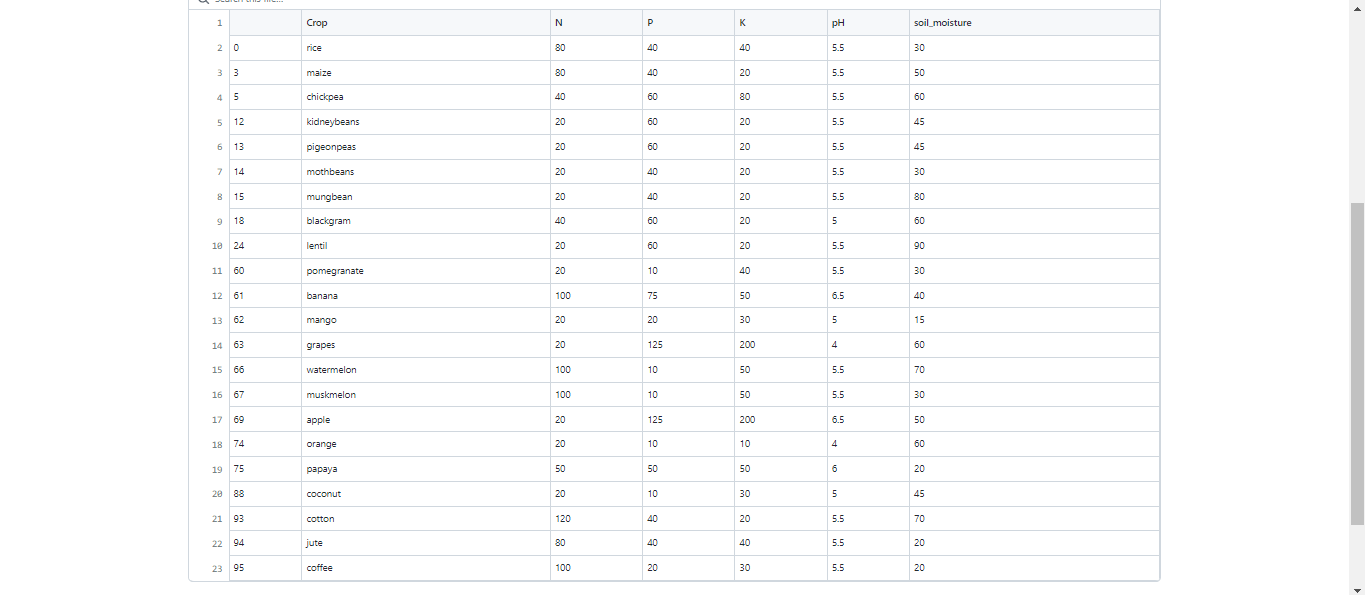 Search this file...
1 Crop N P K pH soil_moisture
2 0 rice 80 40 40 5.5 30
3 3 maize 80 40 20 5.5 50
4 5 chickpea 40 60 80 5.5 60
5 12 kidneybeans 20 60 20 5.5 45
6 13 pigeonpeas 20 60 20 5.5 45
7 14 mothbeans 20 40 20 5.5 30
8 15 mungbean 20 40 20 5.5 80
9 18 blackgram 40 60 20 5 60
10 24 lentil 20 60 20 5.5 90
11 60 pomegranate 20 10 40 5.5 30
12 61 banana 100 75 50 6.5 40
13 62 mango 20 20 30 5 15
14 63 grapes 20 125 200 4 60
15 66 watermelon 100 10 50 5.5 70
16 67 muskmelon 100 10 50 5.5 30
17 69 apple 20 125 200 6.5 50
18 74 orange 20 10 10 4 60
19 75 papaya 50 50 50 6 20
20 88 coconut 20 10 30 5 45
21 93 cotton 120 40 20 5.5 70
22 94 jute 80 40 40 5.5 20
23 95 coffee 100 20 30 5.5 20